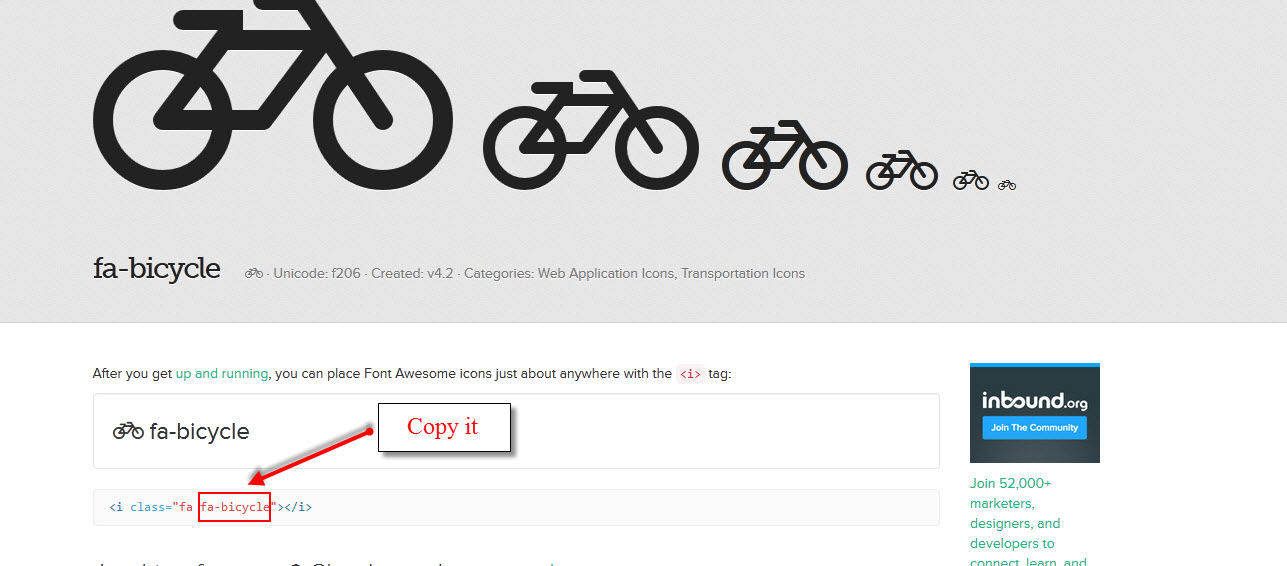 fa-bicycle
· Unicode: f206 · Created: v4.2 · Categories: Web Application Icons, Transportation Icons
After you get up and running, you can place Font Awesome icons just about anywhere with the <i> tag:
fa-bicycle
Copy it
<i class="fa fa-bicycle"></i>
inbound.org
Join The Community
Join 52,000+
marketers,
designers, and
developers to
connect, learn, and